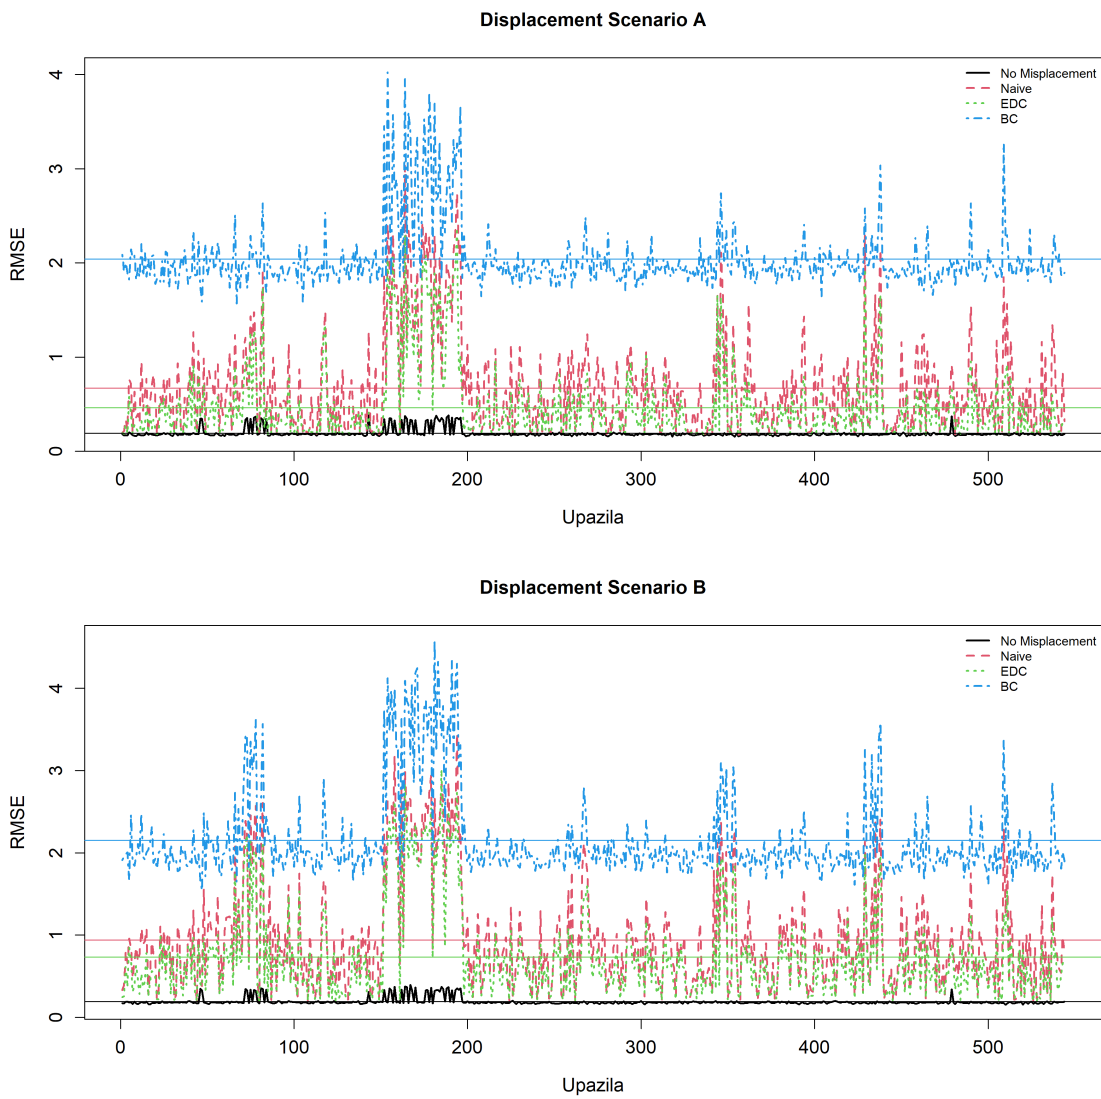 Displacement Scenario A
No Misplacement
Naive
EDC
BC
RMSE
4
3
2
1
0
0 100 200 300 400 500
Upazila
Displacement Scenario B
No Misplacement
Naive
EDC
BC
RMSE
4
3
2
1
0
0 100 200 300 400 500
Upazila